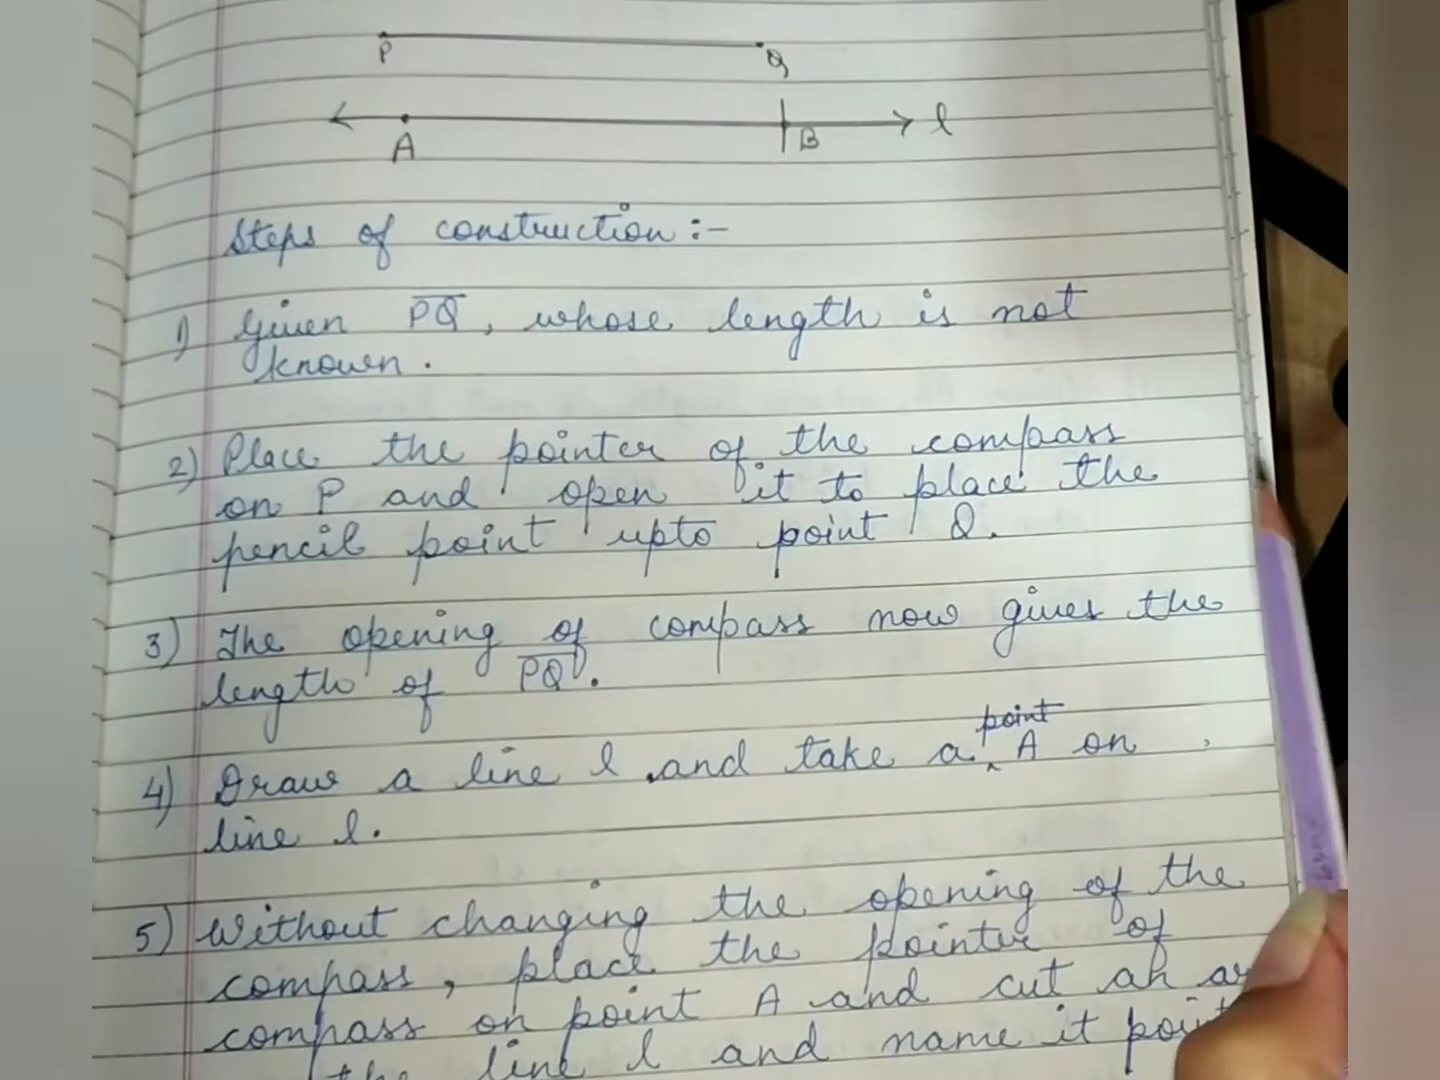 P Q
A B l
Steps of construction :-
1) Given PQ, whose length is not
known.
2) Place the pointer of the compass
on P and open it to place the
pencil point upto point Q.
3) The opening of compass now gives the
length of PQ.
point
4) Draw a line l and take a ^ A on
line l.
5) Without changing the opening of the
compass, place the pointer of
compass on point A and cut an
the line l and name it point